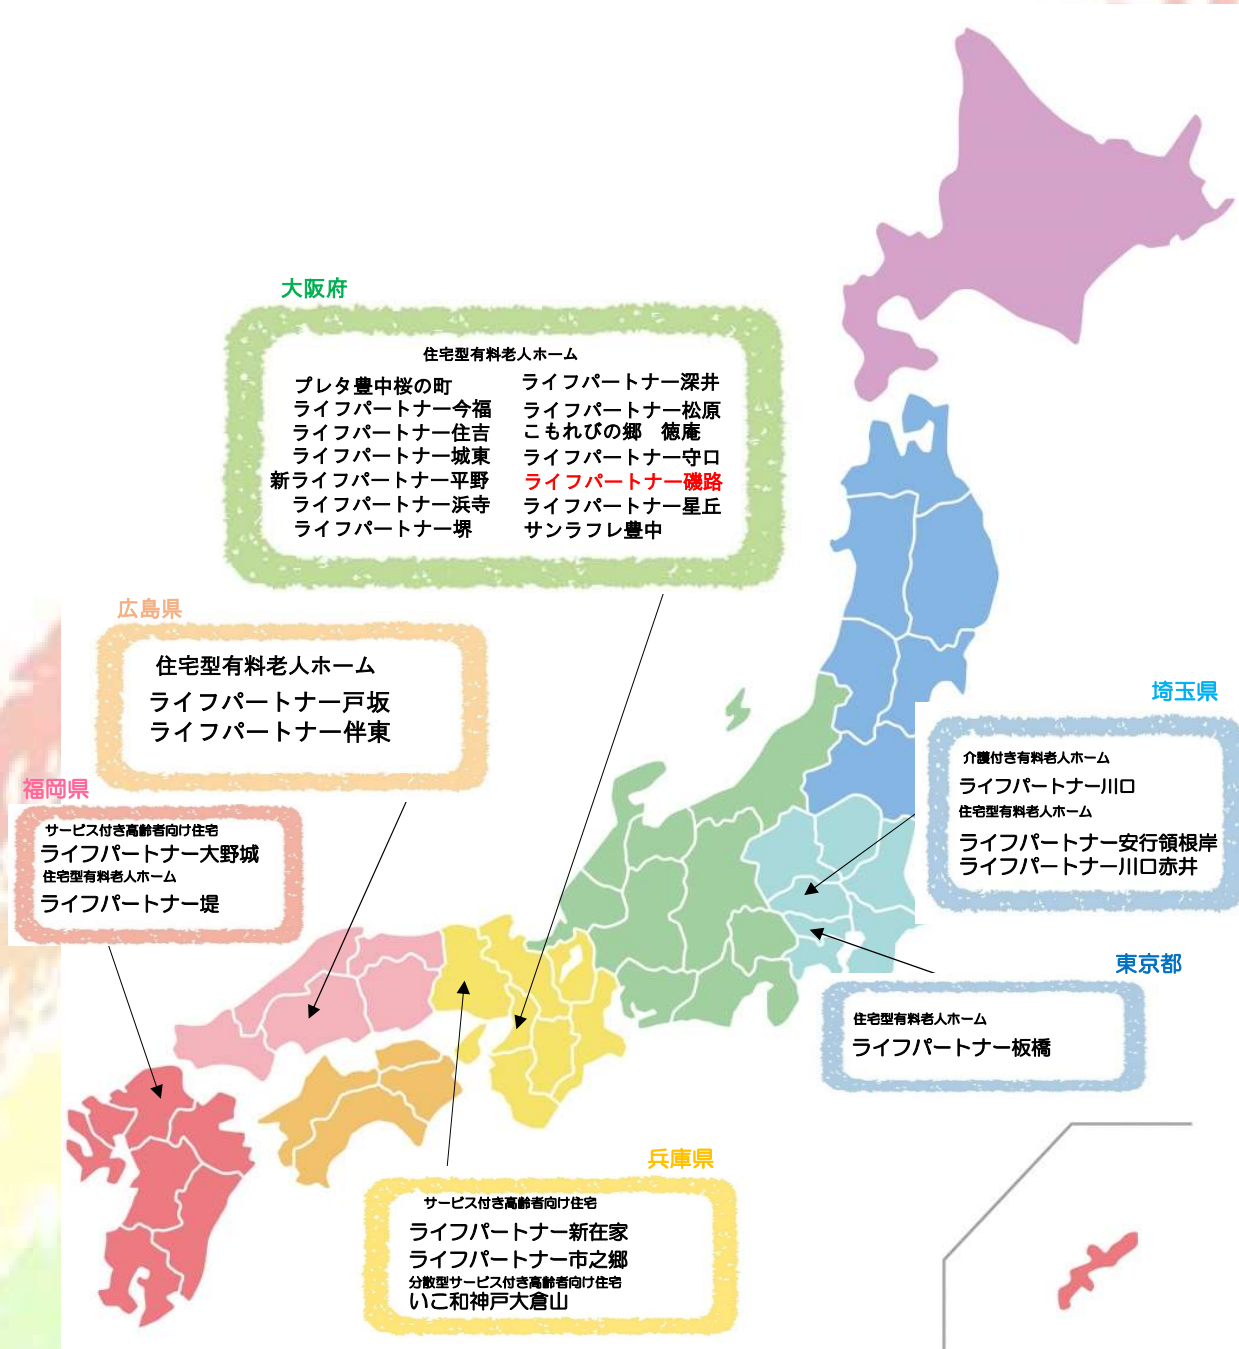 大阪府
住宅型有料老人ホーム
プレタ豊中桜の町
ライフパートナー今福
ライフパートナー住吉
ライフパートナー城東
新ライフパートナー平野
ライフパートナー浜寺
ライフパートナー堺
ライフパートナー深井
ライフパートナー松原
こもれびの郷　徳庵
ライフパートナー守口
ライフパートナー磯路
ライフパートナー星丘
サンラフレ豊中
広島県
住宅型有料老人ホーム
ライフパートナー戸坂
ライフパートナー伴東
福岡県
サービス付き高齢者向け住宅
ライフパートナー大野城
住宅型有料老人ホーム
ライフパートナー堤
埼玉県
介護付き有料老人ホーム
ライフパートナー川口
住宅型有料老人ホーム
ライフパートナー安行領根岸
ライフパートナー川口赤井
東京都
住宅型有料老人ホーム
ライフパートナー板橋
兵庫県
サービス付き高齢者向け住宅
ライフパートナー新在家
ライフパートナー市之郷
分散型サービス付き高齢者向け住宅
いこ和神戸大倉山